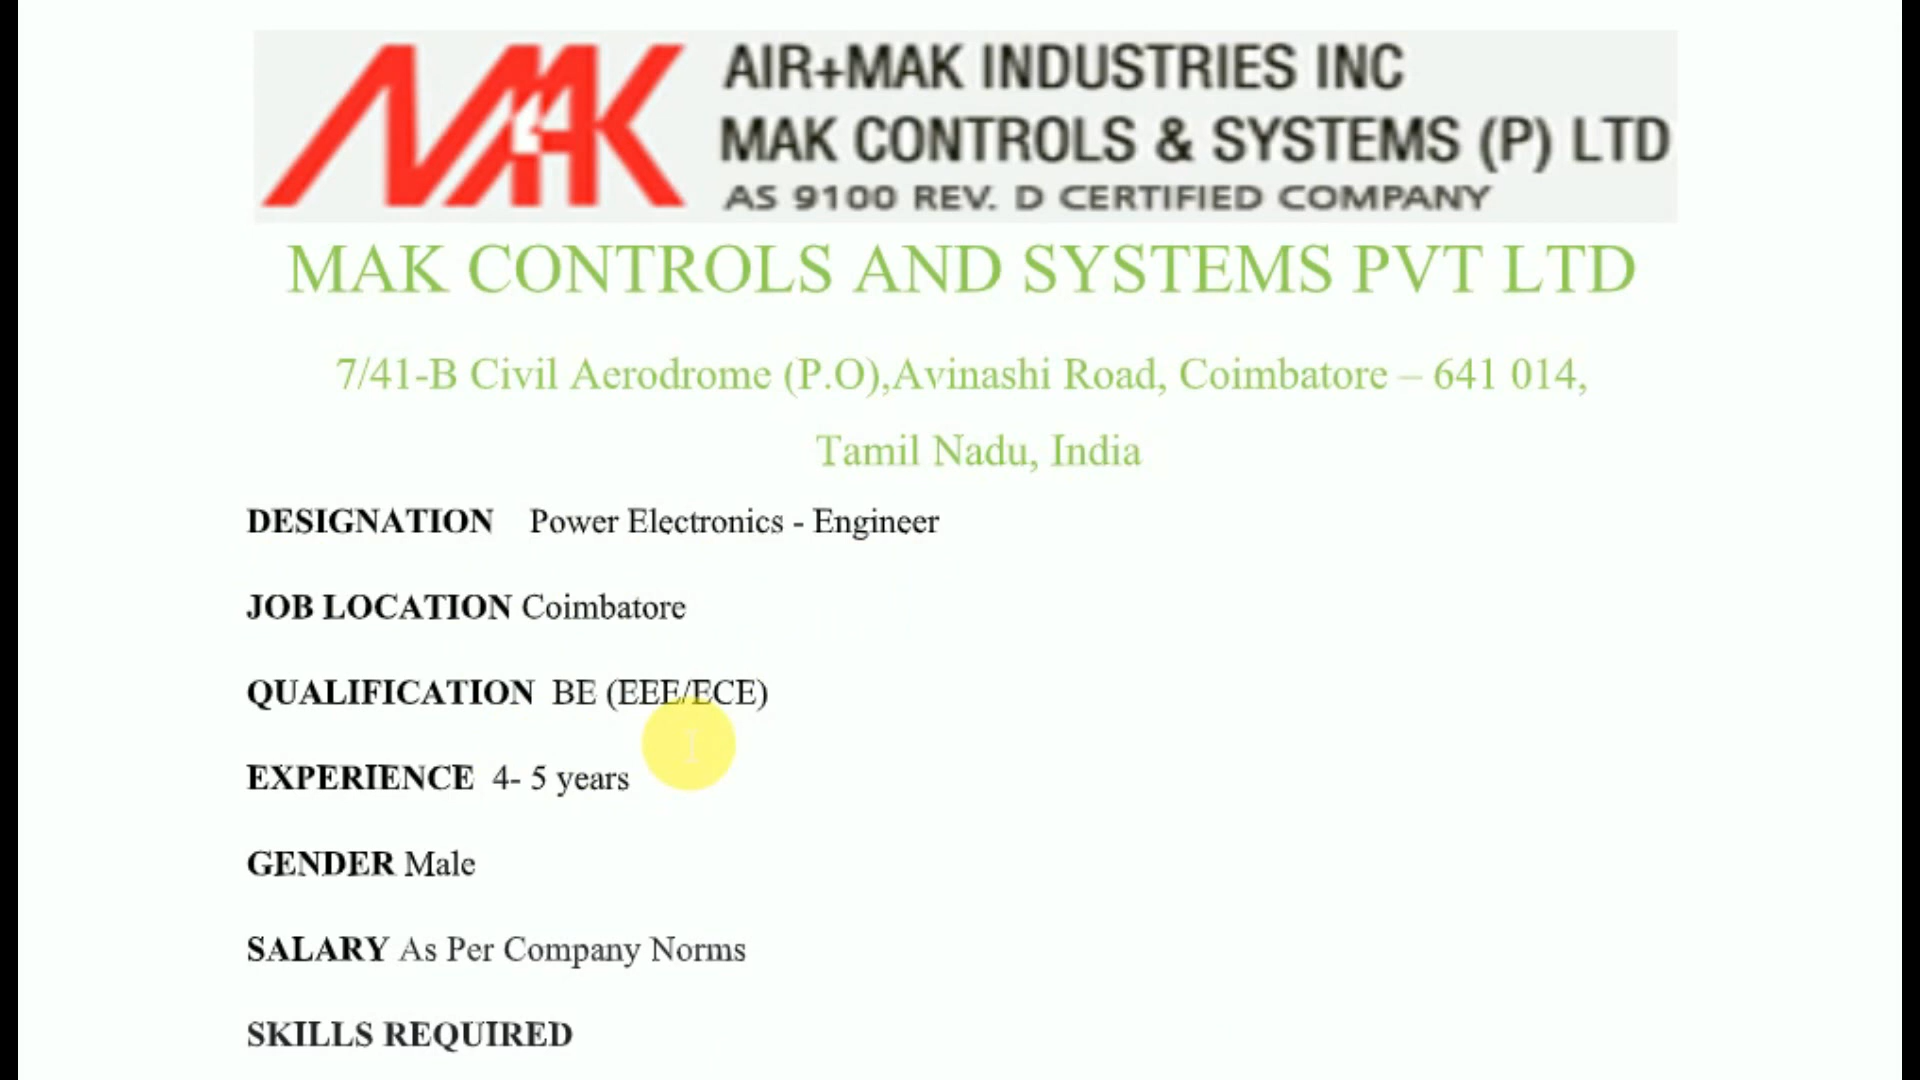 MAK
AIR+MAK INDUSTRIES INC
MAK CONTROLS & SYSTEMS (P) LTD
AS 9100 REV. D CERTIFIED COMPANY
MAK CONTROLS AND SYSTEMS PVT LTD
7/41-B Civil Aerodrome (P.O),Avinashi Road, Coimbatore – 641 014,
Tamil Nadu, India
DESIGNATION Power Electronics - Engineer
JOB LOCATION Coimbatore
QUALIFICATION BE (EEE/ECE)
EXPERIENCE 4- 5 years
GENDER Male
SALARY As Per Company Norms
SKILLS REQUIRED